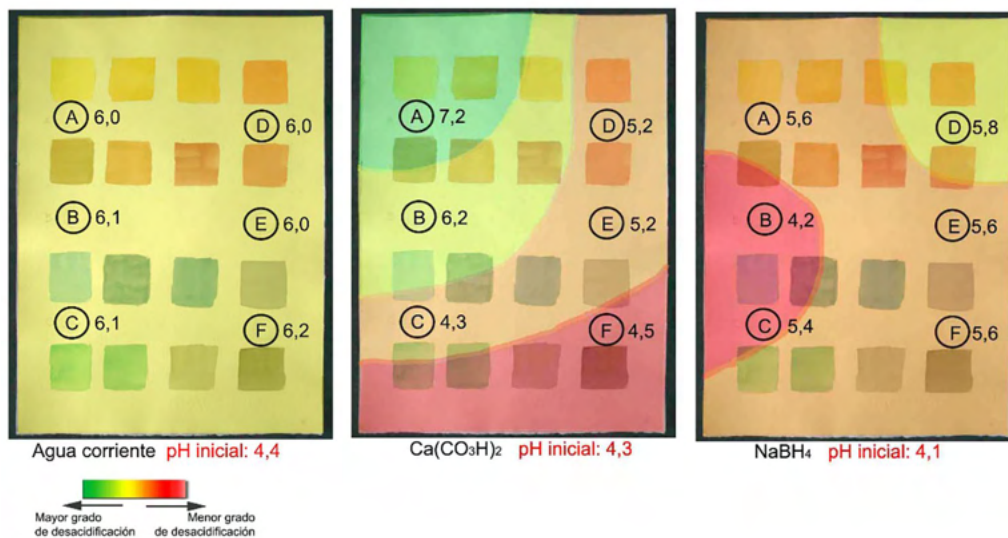 A 6,0
D 6,0
B 6,1
E 6,0
C 6,1
F 6,2
Agua corriente pH inicial: 4,4
A 7,2
D 5,2
B 6,2
E 5,2
C 4,3
F 4,5
Ca(CO₃H)₂ pH inicial: 4,3
A 5,6
D 5,8
B 4,2
E 5,6
C 5,4
F 5,6
NaBH₄ pH inicial: 4,1
Mayor grado
de desacidificación
Menor grado
de desacidificación